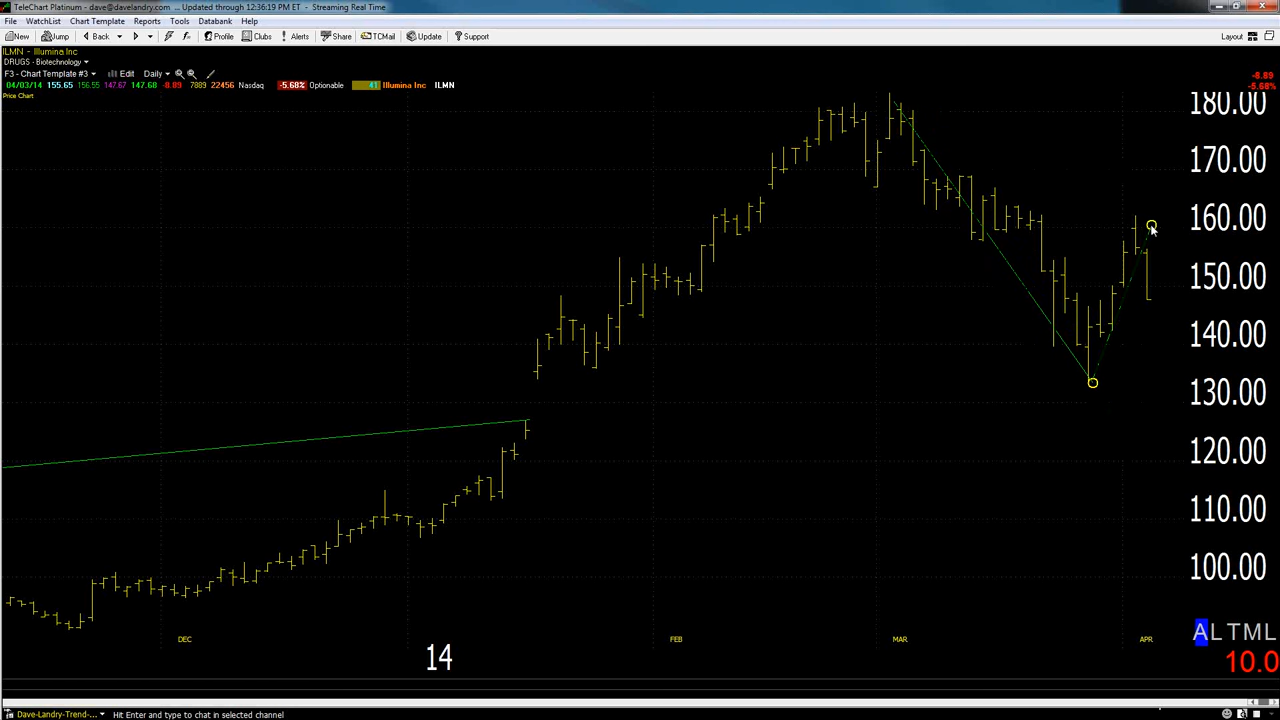 TeleChart Platinum - dave@davelandry.com ... Updated through 12:36:19 PM ET - Streaming Real Time
File WatchList Chart Template Reports Tools Databank Help
New Jump Back Profile Clubs Alerts Share TCMail Update Support Layout
ILMN - Illumina Inc
DRUGS - Biotechnology
F3 - Chart Template #3 Edit Daily
04/03/14 155.65 156.55 147.67 147.68 -8.89 7889 22456 Nasdaq -5.68% Optionable 41 Illumina Inc ILMN
-8.89
-5.68%
Price Chart
180.00
170.00
160.00
150.00
140.00
130.00
120.00
110.00
100.00
DEC 14 FEB MAR APR
ALTML
10.0
Dave-Landry-Trend-... Hit Enter and type to chat in selected channel